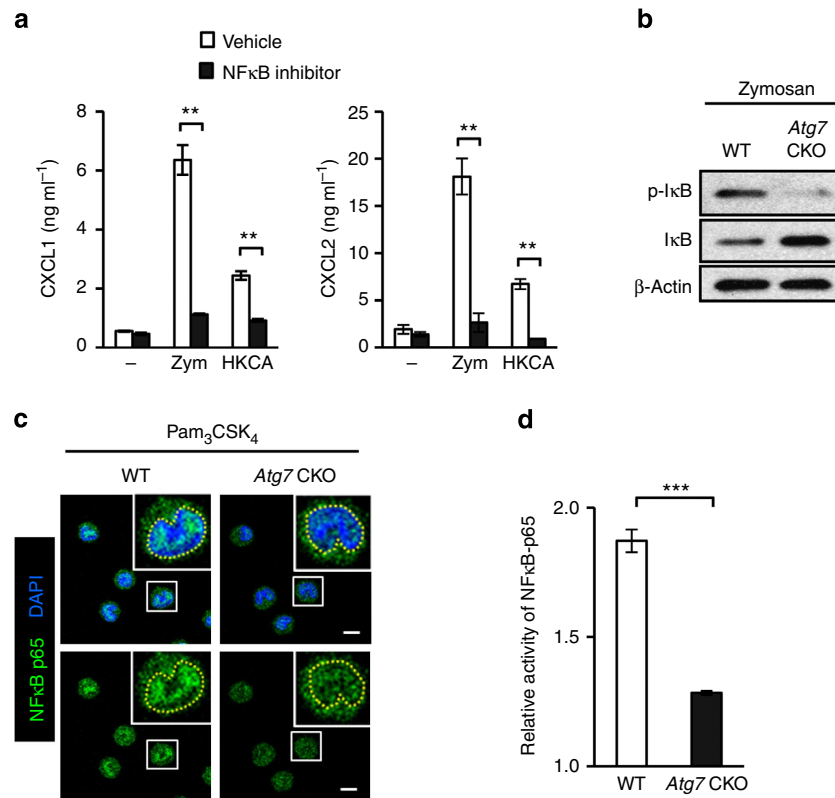 a
Vehicle
NFκB inhibitor
CXCL1 (ng ml⁻¹)
8
6
4
2
0
**
**
–
Zym
HKCA
CXCL2 (ng ml⁻¹)
25
20
15
10
5
0
**
**
–
Zym
HKCA
b
Zymosan
WT
Atg7
CKO
p-IκB
IκB
β-Actin
c
Pam₃CSK₄
WT
Atg7 CKO
NFκB p65 DAPI
d
Relative activity of NFκB-p65
2.0
1.5
1.0
***
WT
Atg7 CKO